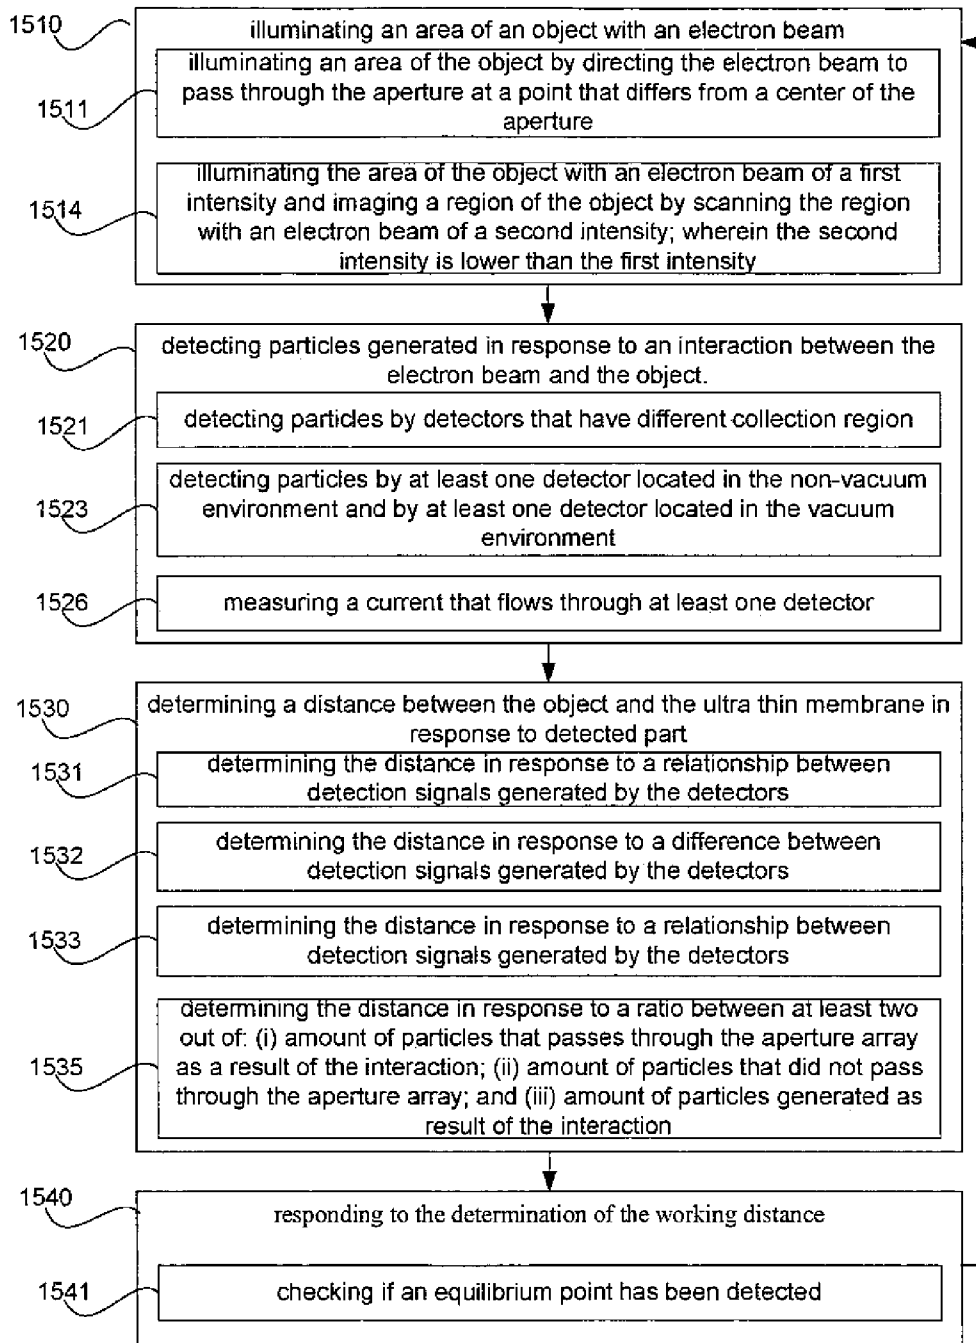 1510
illuminating an area of an object with an electron beam
1511
illuminating an area of the object by directing the electron beam to
pass through the aperture at a point that differs from a center of the
aperture
1514
illuminating the area of the object with an electron beam of a first
intensity and imaging a region of the object by scanning the region
with an electron beam of a second intensity; wherein the second
intensity is lower than the first intensity
1520
detecting particles generated in response to an interaction between the
electron beam and the object.
1521
detecting particles by detectors that have different collection region
1523
detecting particles by at least one detector located in the non-vacuum
environment and by at least one detector located in the vacuum
environment
1526
measuring a current that flows through at least one detector
1530
determining a distance between the object and the ultra thin membrane in
response to detected part
1531
determining the distance in response to a relationship between
detection signals generated by the detectors
1532
determining the distance in response to a difference between
detection signals generated by the detectors
1533
determining the distance in response to a relationship between
detection signals generated by the detectors
1535
determining the distance in response to a ratio between at least two
out of: (i) amount of particles that passes through the aperture array
as a result of the interaction; (ii) amount of particles that did not pass
through the aperture array; and (iii) amount of particles generated as
result of the interaction
1540
responding to the determination of the working distance
1541
checking if an equilibrium point has been detected